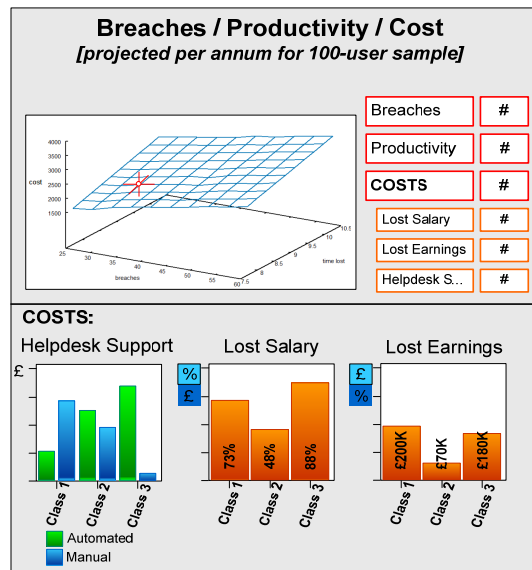 Breaches / Productivity / Cost
[projected per annum for 100-user sample]
Breaches #
Productivity #
COSTS #
Lost Salary #
Lost Earnings #
Helpdesk S... #
4000
3500
3000
cost 2500
2000
1500
25
30
35
40
45
50
55
60
breaches
7.5
8
8.5
9
9.5
10
10.5
time lost
COSTS:
Helpdesk Support
£
Class 1
Class 2
Class 3
Automated
Manual
Lost Salary
%
£
73%
48%
88%
Class 1
Class 2
Class 3
Lost Earnings
£
%
£200K
£70K
£180K
Class 1
Class 2
Class 3